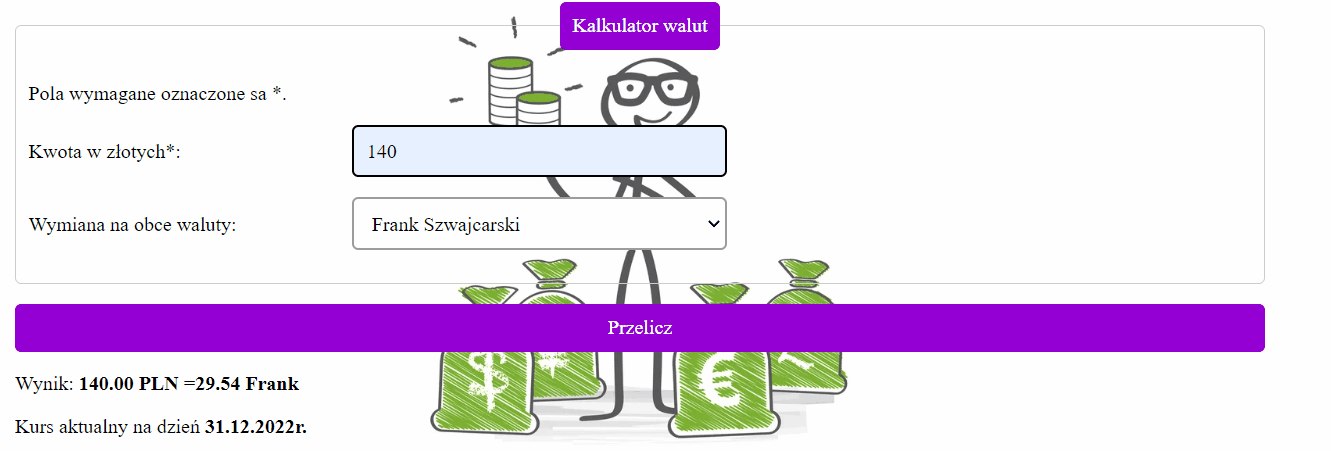 Kalkulator walut
Pola wymagane oznaczone sa *.
Kwota w złotych*:
140
Wymiana na obce waluty:
Frank Szwajcarski
Przelicz
$
€
Wynik: 140.00 PLN =29.54 Frank
Kurs aktualny na dzień 31.12.2022r.